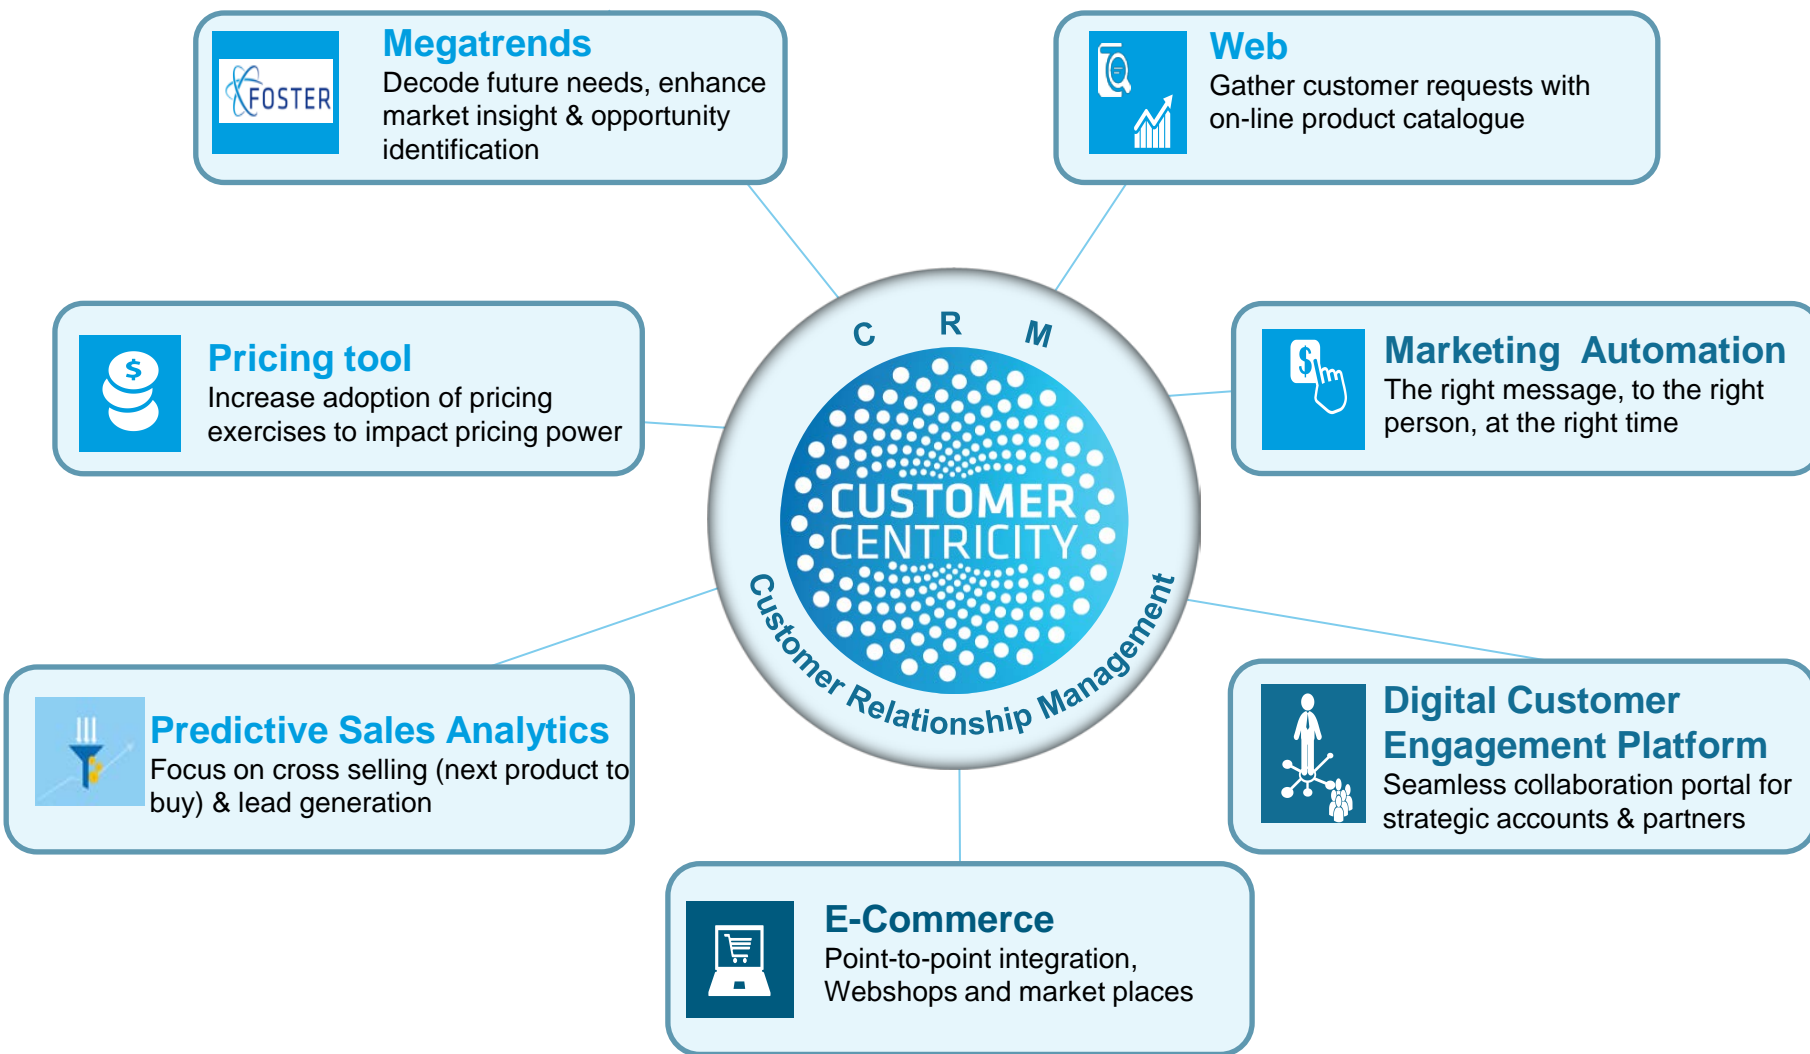 FOSTER
Megatrends
Decode future needs, enhance
market insight & opportunity
identification
Web
Gather customer requests with
on-line product catalogue
$
Pricing tool
Increase adoption of pricing
exercises to impact pricing power
C R M
CUSTOMER
CENTRICITY
Customer Relationship Management
$
Marketing Automation
The right message, to the right
person, at the right time
Predictive Sales Analytics
Focus on cross selling (next product to
buy) & lead generation
Digital Customer
Engagement Platform
Seamless collaboration portal for
strategic accounts & partners
E-Commerce
Point-to-point integration,
Webshops and market places